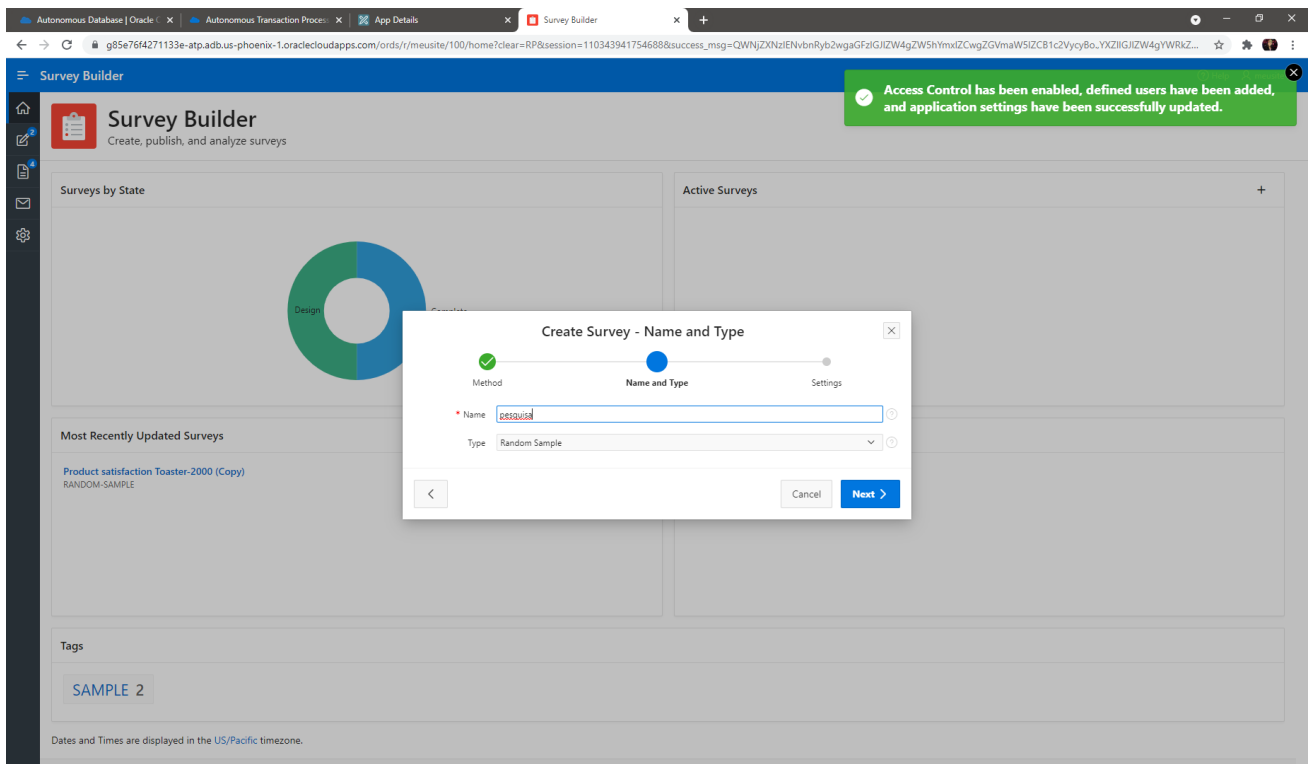 Autonomous Database | Oracle C
Autonomous Transaction Process
App Details
Survey Builder
g85e76f4271133e-atp.adb.us-phoenix-1.oraclecloudapps.com/ords/r/meusite/100/home?clear=RP&session=110343941754688&success_msg=QWNjZXNzIENvbnRyb2wgaGFzIGJlZW4gZW5hYmxlZCwgZGVmaW5lZCB1c2VycyBo..YXZlIGJlZW4gYWRkZ...
Survey Builder
Access Control has been enabled, defined users have been added,
and application settings have been successfully updated.
Survey Builder
Create, publish, and analyze surveys
2
4
Surveys by State
Active Surveys
Design
Complete
Create Survey - Name and Type
Method
Name and Type
Settings
* Name
pesquisa
Type
Random Sample
Cancel
Next
Most Recently Updated Surveys
Product satisfaction Toaster-2000 (Copy)
RANDOM-SAMPLE
Tags
SAMPLE 2
Dates and Times are displayed in the US/Pacific timezone.